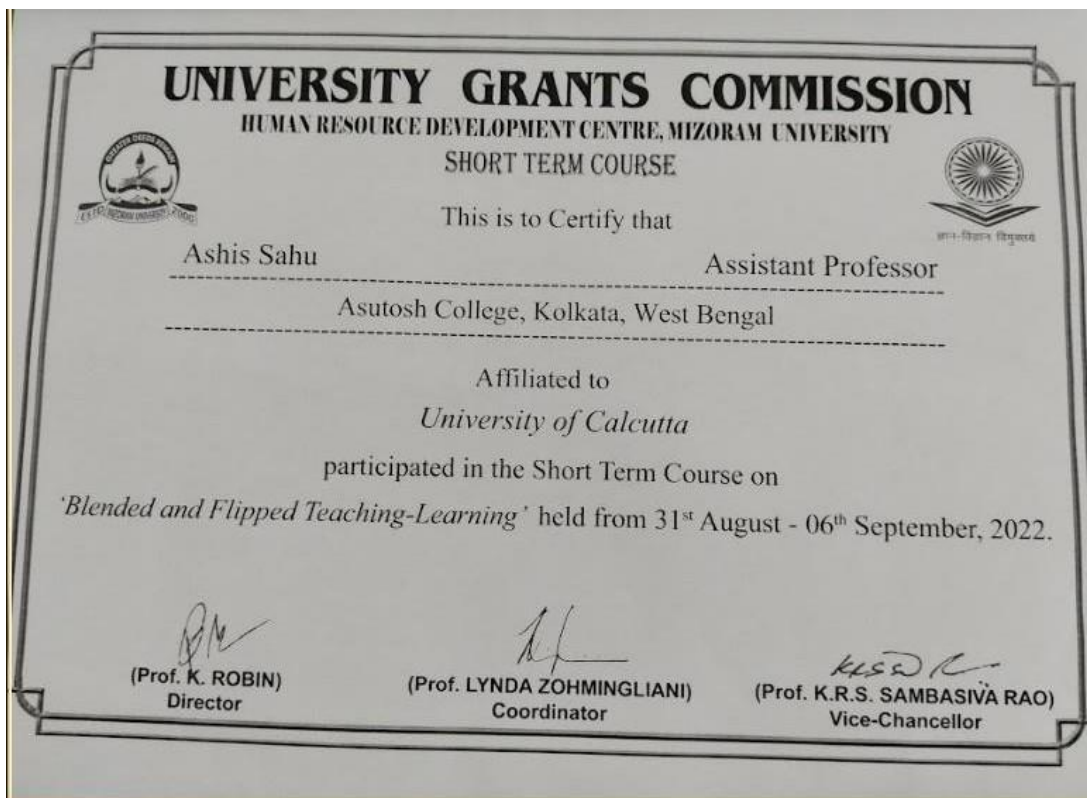 UNIVERSITY GRANTS COMMISSION
HUMAN RESOURCE DEVELOPMENT CENTRE, MIZORAM UNIVERSITY
SHORT TERM COURSE
MIZORAM UNIVERSITY
ज्ञान-विज्ञान विमुक्तये
This is to Certify that
Ashis Sahu Assistant Professor
Asutosh College, Kolkata, West Bengal
Affiliated to
University of Calcutta
participated in the Short Term Course on
'Blended and Flipped Teaching-Learning' held from 31st August - 06th September, 2022.
(Prof. K. ROBIN)
Director
(Prof. LYNDA ZOHMINGLIANI)
Coordinator
(Prof. K.R.S. SAMBASIVA RAO)
Vice-Chancellor